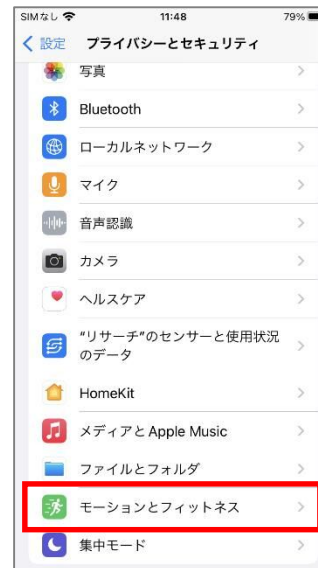 SIMなし 11:48 79%
設定 プライバシーとセキュリティ
写真
Bluetooth
ローカルネットワーク
マイク
音声認識
カメラ
ヘルスケア
"リサーチ"のセンサーと使用状況
のデータ
HomeKit
メディアとApple Music
ファイルとフォルダ
モーションとフィットネス
集中モード